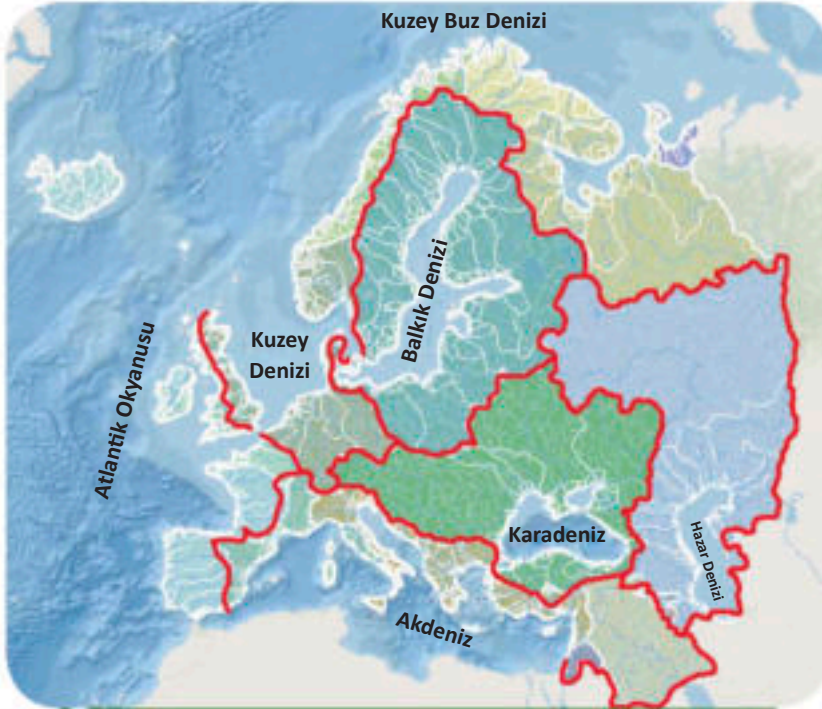 Kuzey Buz Denizi
Atlantik Okyanusu
Kuzey
Denizi
Balkık Denizi
Karadeniz
Hazar Denizi
Akdeniz